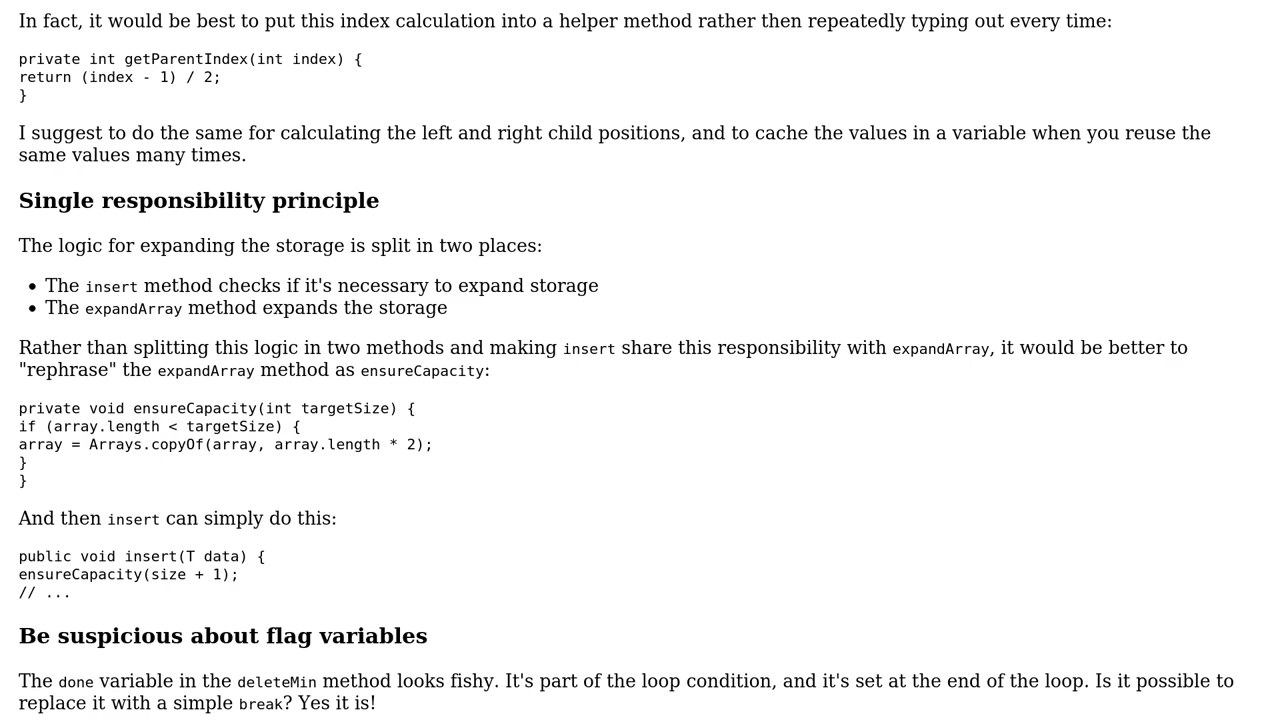 In fact, it would be best to put this index calculation into a helper method rather then repeatedly typing out every time:
private int getParentIndex(int index) {
return (index - 1) / 2;
}
I suggest to do the same for calculating the left and right child positions, and to cache the values in a variable when you reuse the
same values many times.
Single responsibility principle
The logic for expanding the storage is split in two places:
• The insert method checks if it's necessary to expand storage
• The expandArray method expands the storage
Rather than splitting this logic in two methods and making insert share this responsibility with expandArray, it would be better to
"rephrase" the expandArray method as ensureCapacity:
private void ensureCapacity(int targetSize) {
if (array.length < targetSize) {
array = Arrays.copyOf(array, array.length * 2);
}
}
And then insert can simply do this:
public void insert(T data) {
ensureCapacity(size + 1);
// ...
Be suspicious about flag variables
The done variable in the deleteMin method looks fishy. It's part of the loop condition, and it's set at the end of the loop. Is it possible to
replace it with a simple break? Yes it is!